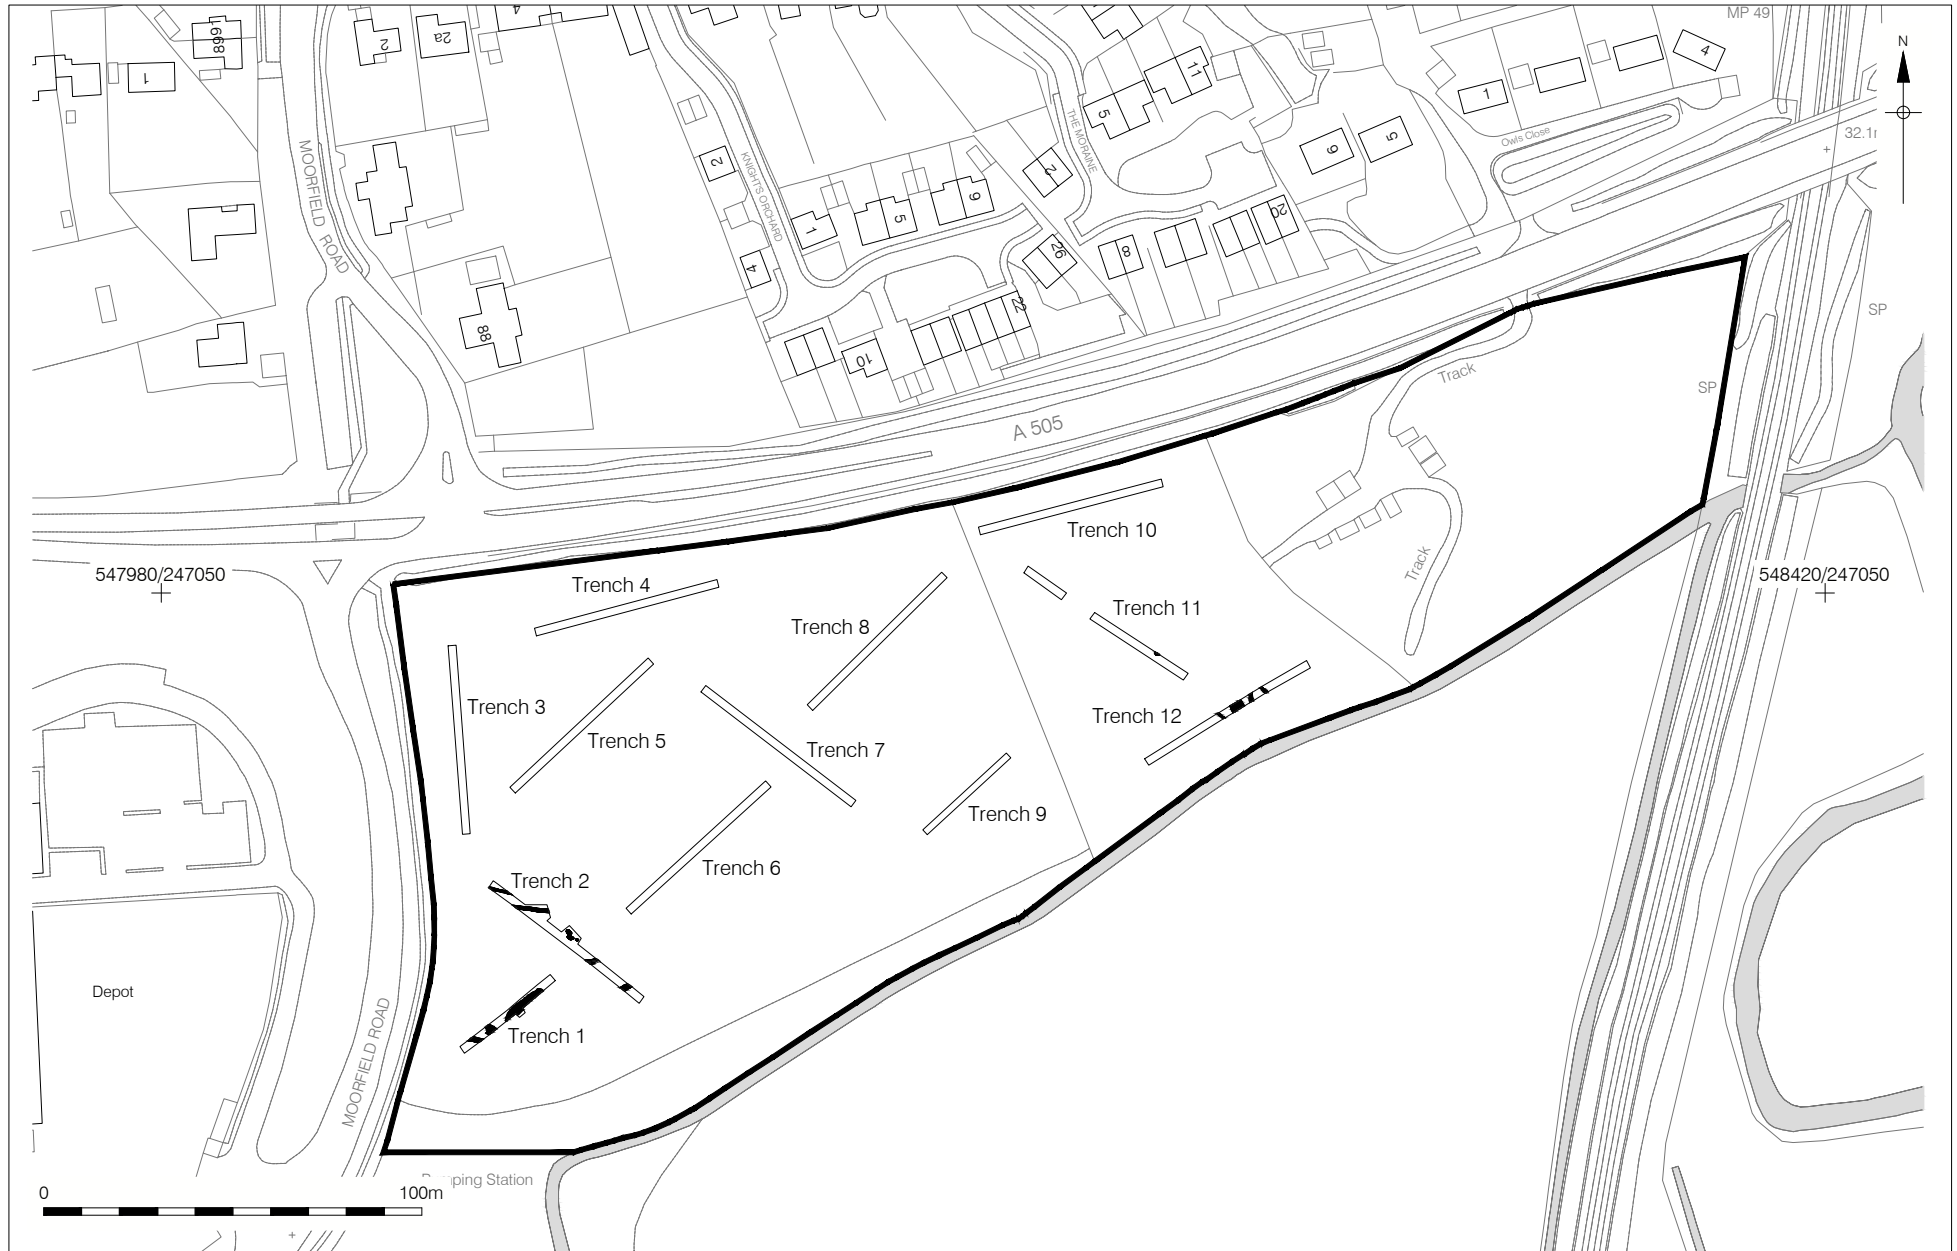 MP 49
N
4
668
2
2a
1
11
5
1
4
MOORFIELD ROAD
2
KNIGHTS ORCHARD
THE MORAINE
2
6
5
Owls Close
32.1
1
5
9
4
26
8
20
88
10
22
SP
A 505
Track
SP
547980/247050
548420/247050
Trench 10
Trench 4
Trench 11
Trench 8
Track
Trench 3
Trench 12
Trench 5
Trench 7
Trench 9
Trench 6
Trench 2
Depot
Trench 1
MOORFIELD ROAD
Station
0
100m